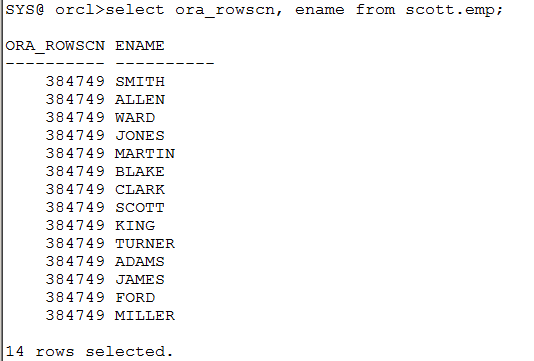 SYS@ orcl>select ora_rowscn, ename from scott.emp;
ORA_ROWSCN ENAME
---------- ----------
384749 SMITH
384749 ALLEN
384749 WARD
384749 JONES
384749 MARTIN
384749 BLAKE
384749 CLARK
384749 SCOTT
384749 KING
384749 TURNER
384749 ADAMS
384749 JAMES
384749 FORD
384749 MILLER
14 rows selected.